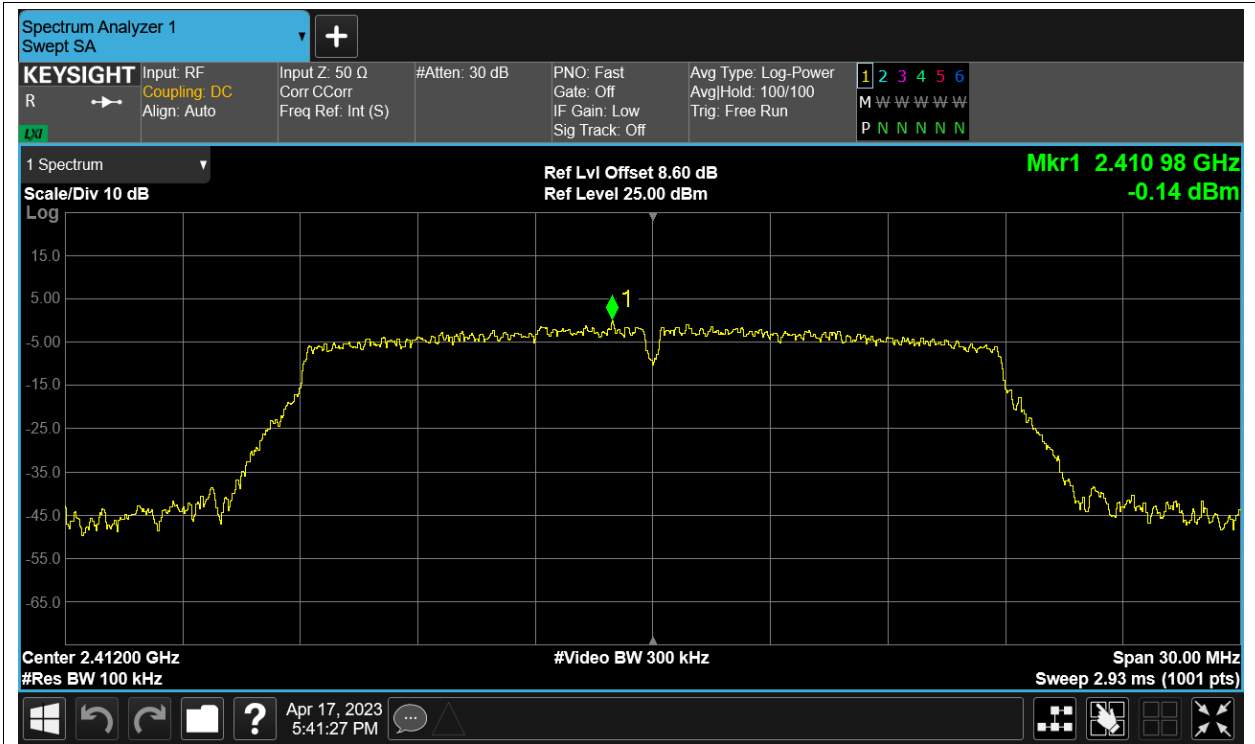 Spectrum Analyzer 1
Swept SA
+
KEYSIGHT
R
LXI
Input: RF
Coupling: DC
Align: Auto
Input Z: 50 Ω
Corr CCorr
Freq Ref: Int (S)
#Atten: 30 dB
PNO: Fast
Gate: Off
IF Gain: Low
Sig Track: Off
Avg Type: Log-Power
Avg|Hold: 100/100
Trig: Free Run
1 2 3 4 5 6
M W W W W W
P N N N N N
1 Spectrum
Scale/Div 10 dB
Log
Ref Lvl Offset 8.60 dB
Ref Level 25.00 dBm
Mkr1 2.410 98 GHz
-0.14 dBm
15.0
5.00
1
-5.00
-15.0
-25.0
-35.0
-45.0
-55.0
-65.0
Center 2.41200 GHz
#Video BW 300 kHz
Span 30.00 MHz
#Res BW 100 kHz
Sweep 2.93 ms (1001 pts)
?
Apr 17, 2023
5:41:27 PM